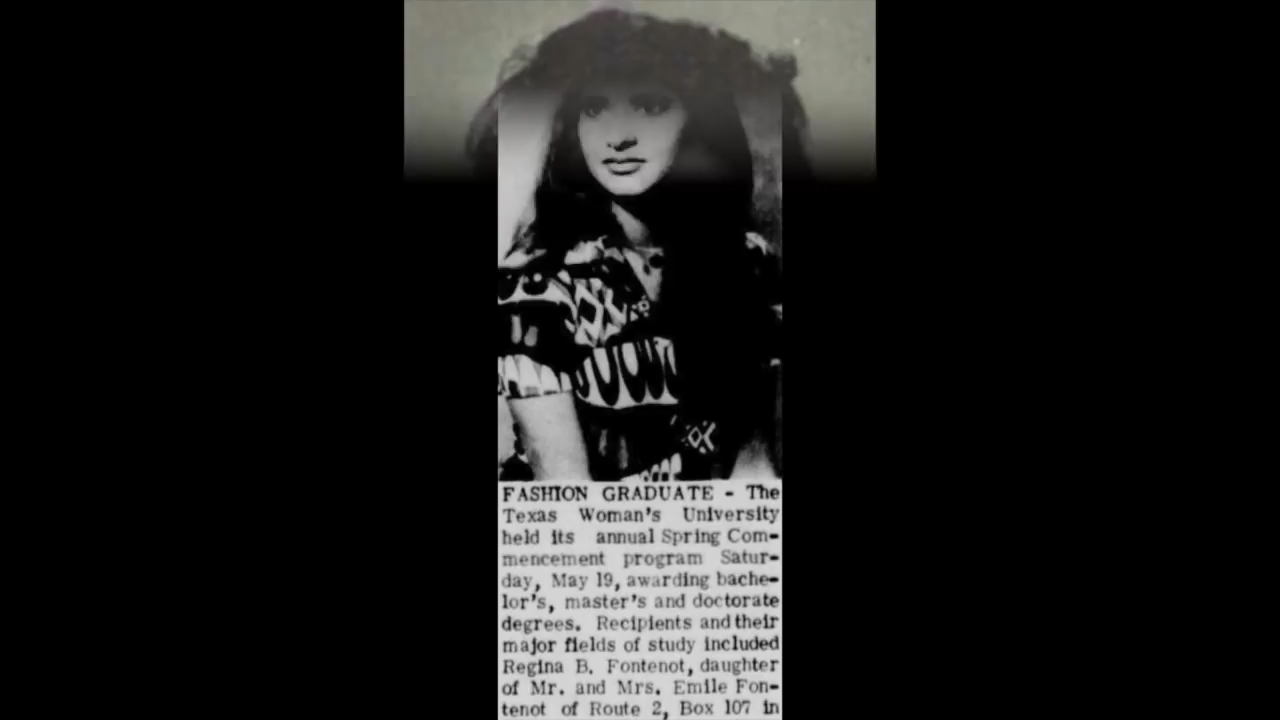 FASHION GRADUATE - The
Texas Woman's University
held its annual Spring Com-
mencement program Satur-
day, May 19, awarding bache-
lor's, master's and doctorate
degrees. Recipients and their
major fields of study included
Regina B. Fontenot, daughter
of Mr. and Mrs. Emile Fon-
tenot of Route 2, Box 107 in